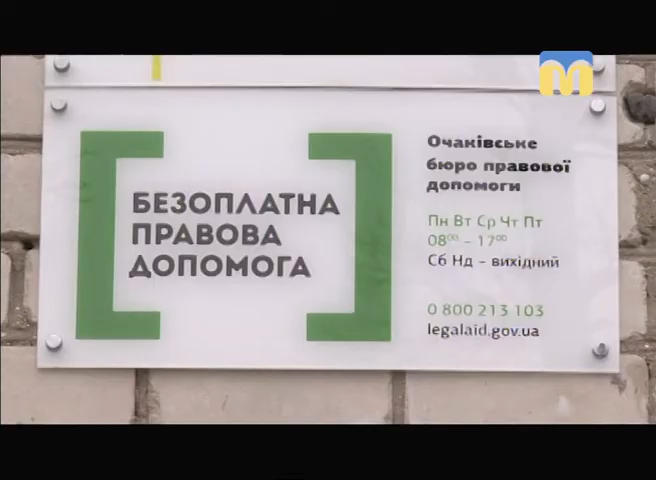 БЕЗОПЛАТНА
ПРАВОВА
ДОПОМОГА
Очаківське
бюро правової
допомоги
Пн Вт Ср Чт Пт
08⁰⁰ – 17⁰⁰
Сб Нд – вихідний
0 800 213 103
legalaid.gov.ua